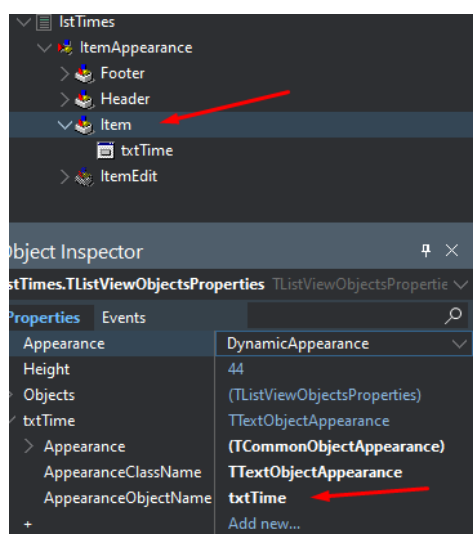 lstTimes
ItemAppearance
Footer
Header
Item
txtTime
ItemEdit
Object Inspector
stTimes.TListViewObjectsProperties TListViewObjectsPropertie
Properties Events
Appearance DynamicAppearance
Height 44
Objects (TListViewObjectsProperties)
txtTime TTextObjectAppearance
Appearance (TCommonObjectAppearance)
AppearanceClassName TTextObjectAppearance
AppearanceObjectName txtTime
+ Add new...